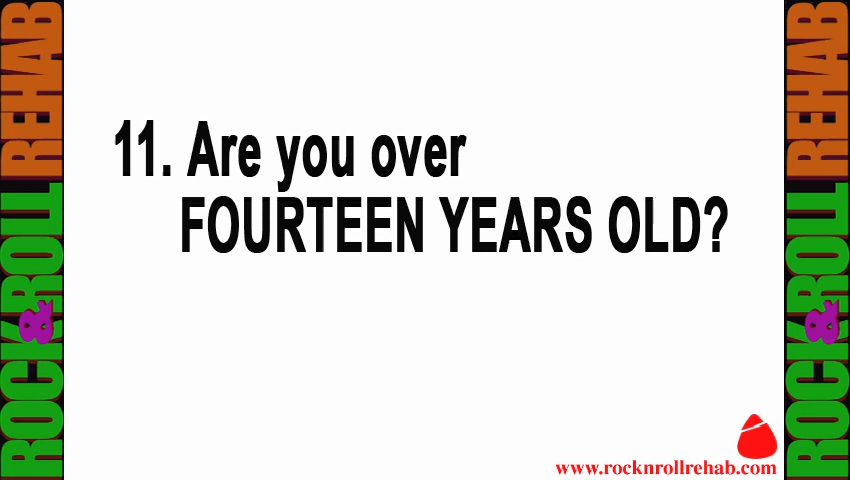 11. Are you over
FOURTEEN YEARS OLD?
ROCK&ROLL REHAB
ROCK&ROLL REHAB
www.rocknrollrehab.com